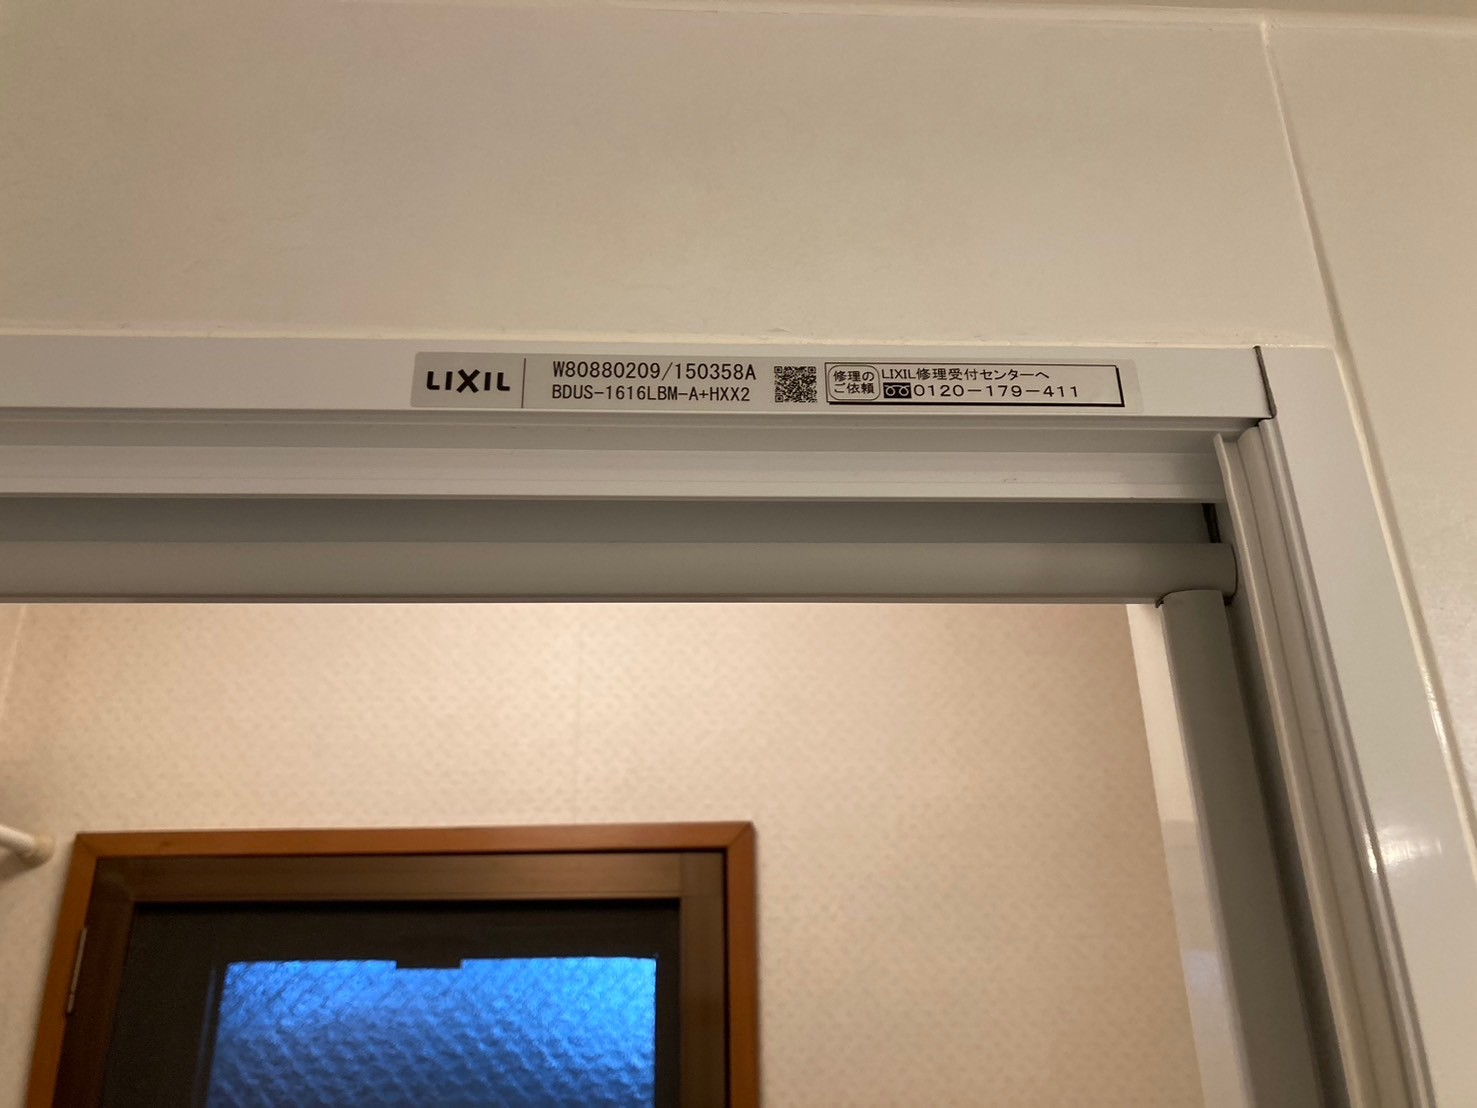 LIXIL
W80880209/150358A
BDUS-1616LBM-A+HXX2
修理の
ご依頼
LIXIL修理受付センターへ
0120-179-411